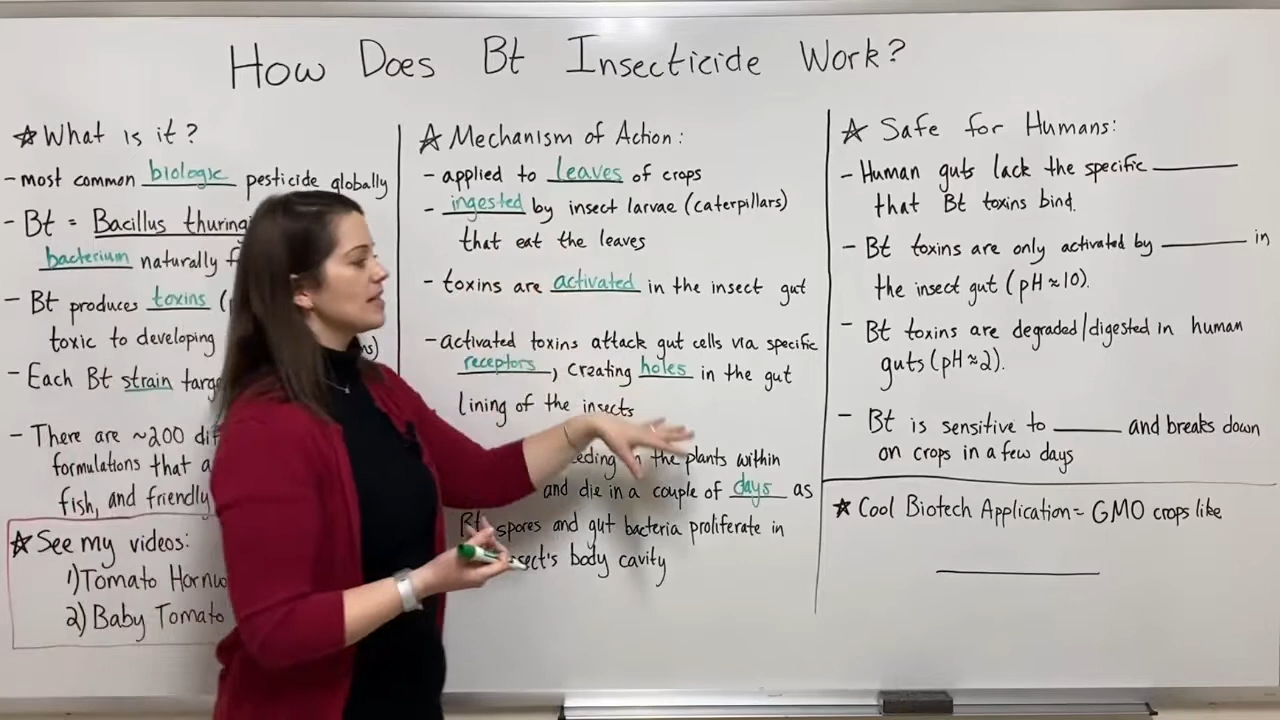 How Does Bt Insecticide Work?
☆ What is it?
- most common biologic pesticide globally
- Bt = Bacillus
bacterium naturally
- Bt produces toxins
toxic to developing
- Each Bt strain
- There are ~200
formulations that
fish, and friendly
☆ See my videos:
1) Tomato
2) Baby Tomato
☆ Mechanism of Action:
- applied to leaves of crops
- ingested by insect larvae (caterpillars)
that eat the leaves
- toxins are activated in the insect gut
- activated toxins attack gut cells via specific
receptors, creating holes in the gut
lining of the insects
the plants within
and die in a couple of days as
Bt spores and gut bacteria proliferate in
body cavity
☆ Safe for Humans:
- Human guts lack the specific ______
that Bt toxins bind.
- Bt toxins are only activated by ______ in
the insect gut (pH≈10).
- Bt toxins are degraded/digested in human
guts (pH≈2).
- Bt is sensitive to ______ and breaks down
on crops in a few days
☆ Cool Biotech Application = GMO crops like
______